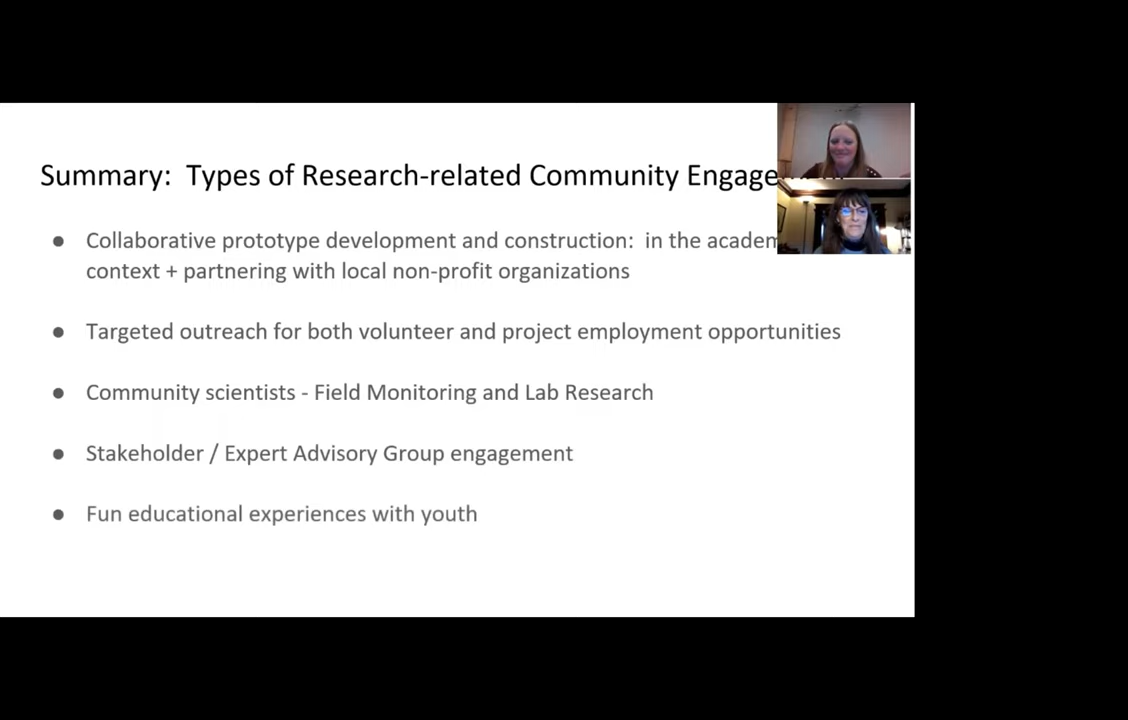 Summary: Types of Research-related Community Engage
● Collaborative prototype development and construction: in the academ
context + partnering with local non-profit organizations
● Targeted outreach for both volunteer and project employment opportunities
● Community scientists - Field Monitoring and Lab Research
● Stakeholder / Expert Advisory Group engagement
● Fun educational experiences with youth